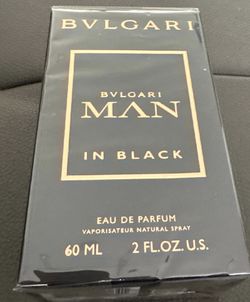 BVLGARI
BVLGARI
MAN
IN BLACK
EAU DE PARFUM
VAPORISATEUR NATURAL SPRAY
60 ML 2 FL.OZ. U.S.